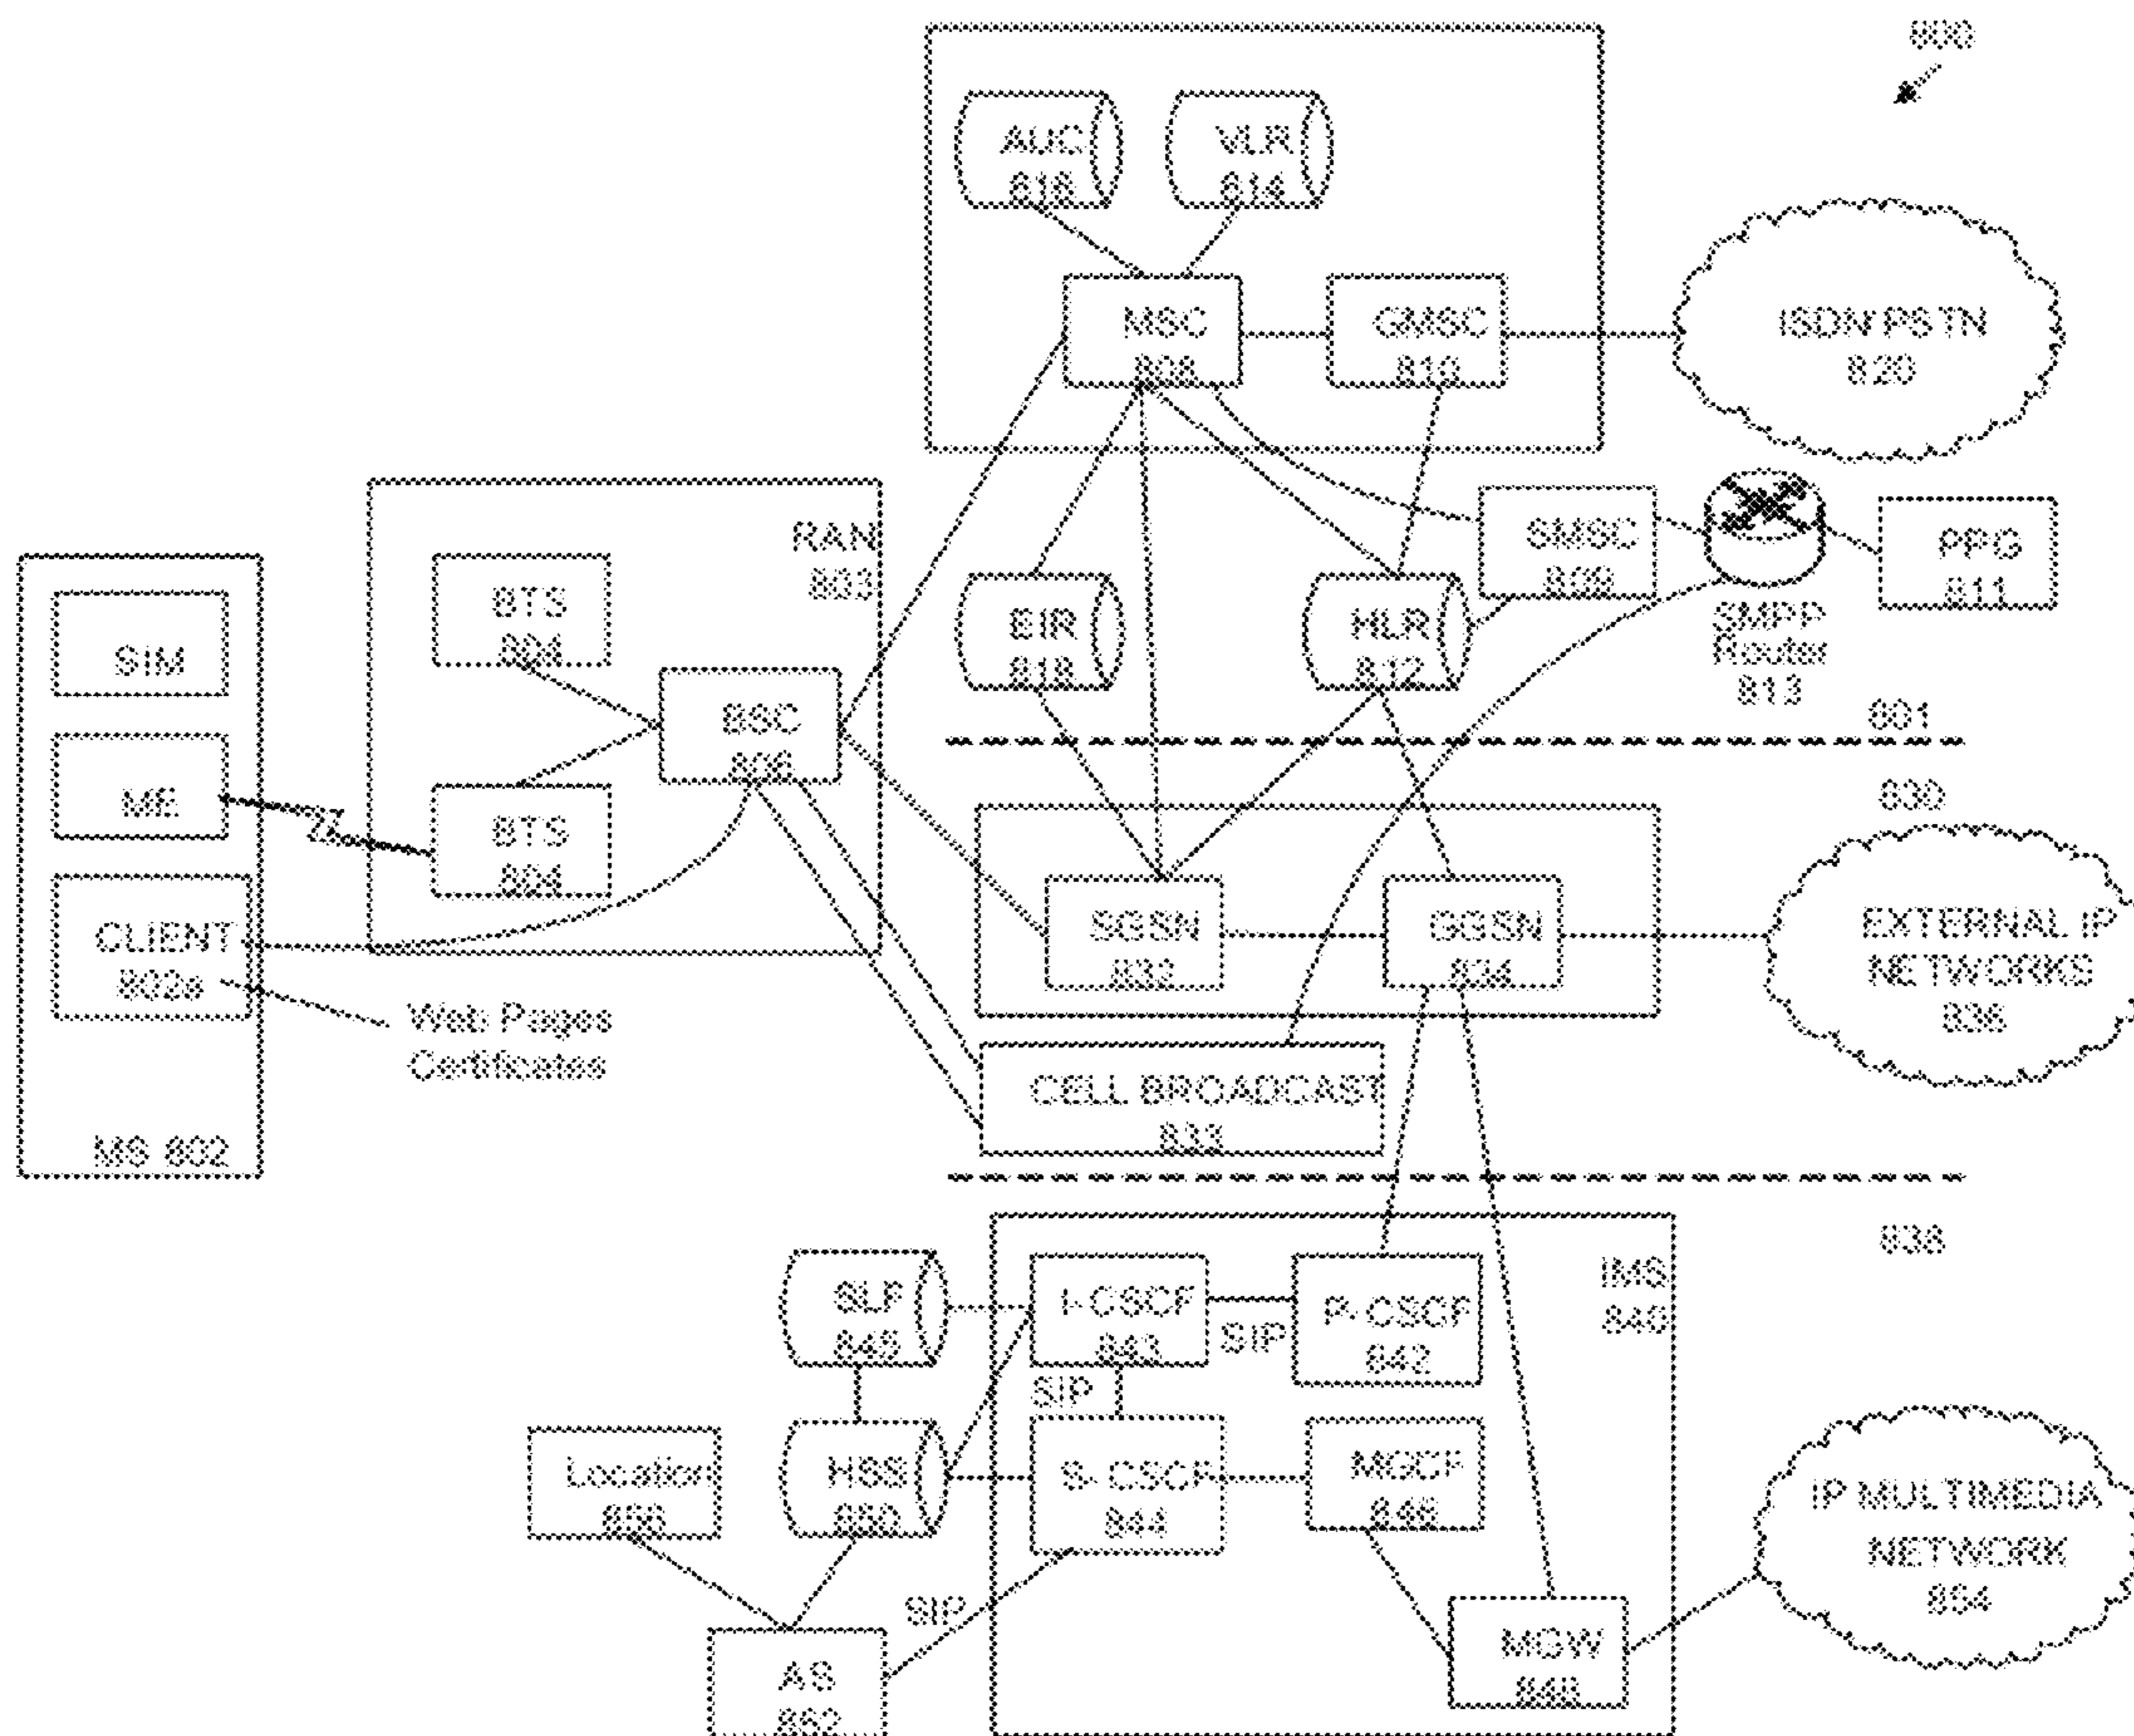 800
AUC
816
VLR
814
MSC
808
GMSC
810
ISDN/PSTN
820
RAN
803
BTS
804
BSC
806
BTS
804
SIM
ME
CLIENT
802a
MS 802
Web Pages
Certificates
EIR
818
HLR
812
SMSC
809
SMPP
Router
813
PPG
811
801
830
SGSN
832
GGSN
834
EXTERNAL IP
NETWORKS
836
CELL BROADCAST
833
838
IMS
840
SLF
I-CSCF
843
SIP
P-CSCF
842
SIP
Location
HSS
850
S-CSCF
844
MGCF
SIP
AS
852
MGW
848
IP MULTIMEDIA
NETWORK
854